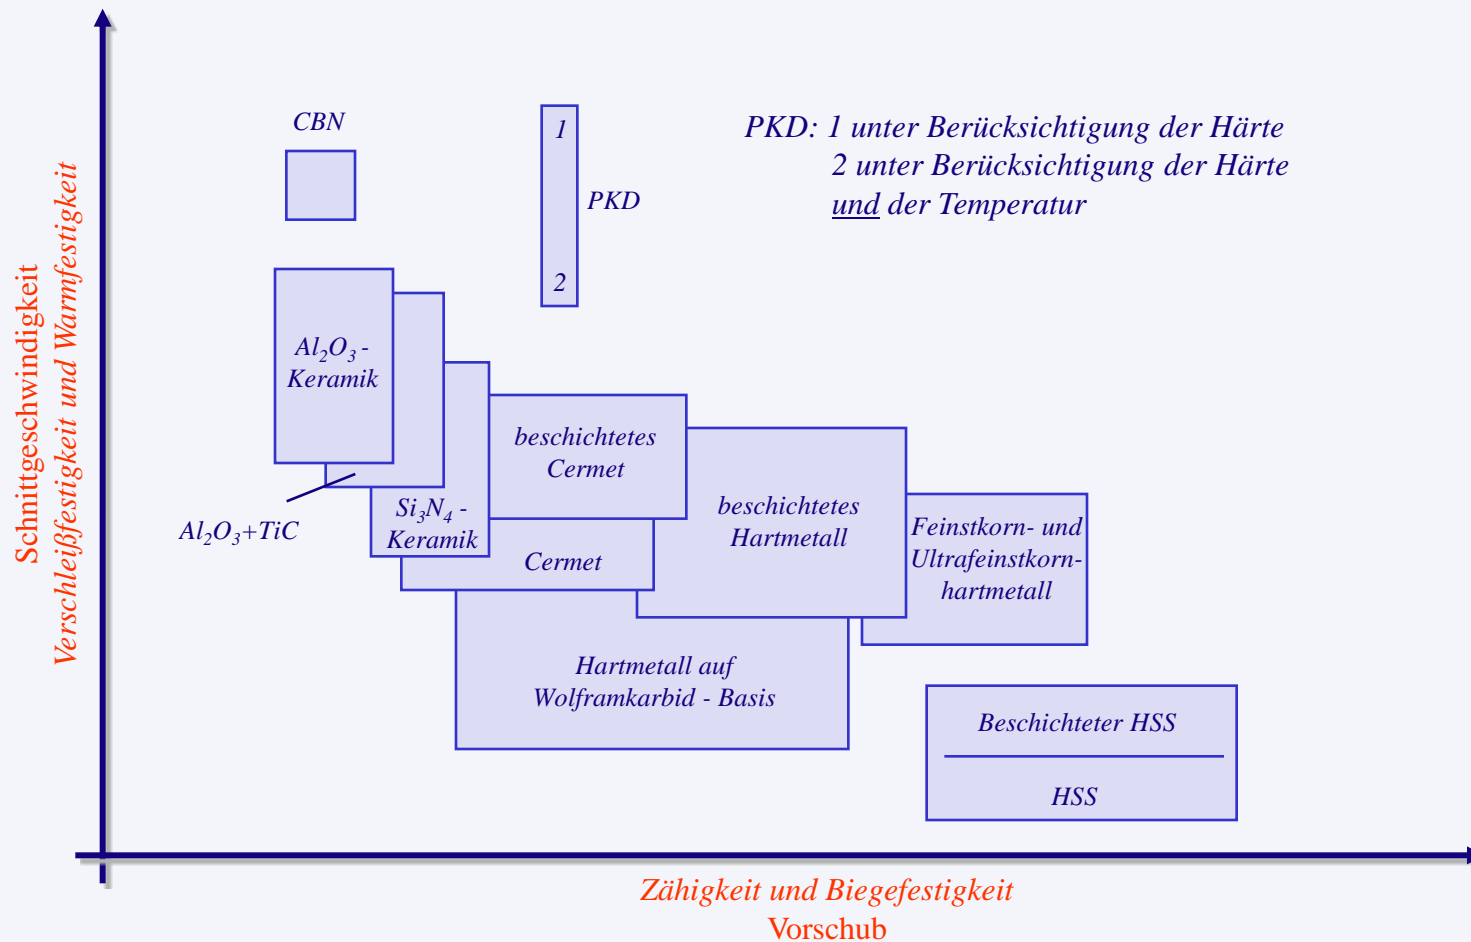 CBN
1
PKD
2
PKD: 1 unter Berücksichtigung der Härte
2 unter Berücksichtigung der Härte
und der Temperatur
Schnittgeschwindigkeit
Verschleißfestigkeit und Warmfestigkeit
Al₂O₃ -
Keramik
Al₂O₃+TiC
Si₃N₄ -
Keramik
beschichtetes
Cermet
Cermet
beschichtetes
Hartmetall
Feinstkorn- und
Ultrafeinstkorn-
hartmetall
Hartmetall auf
Wolframkarbid - Basis
Beschichteter HSS
HSS
Zähigkeit und Biegefestigkeit
Vorschub